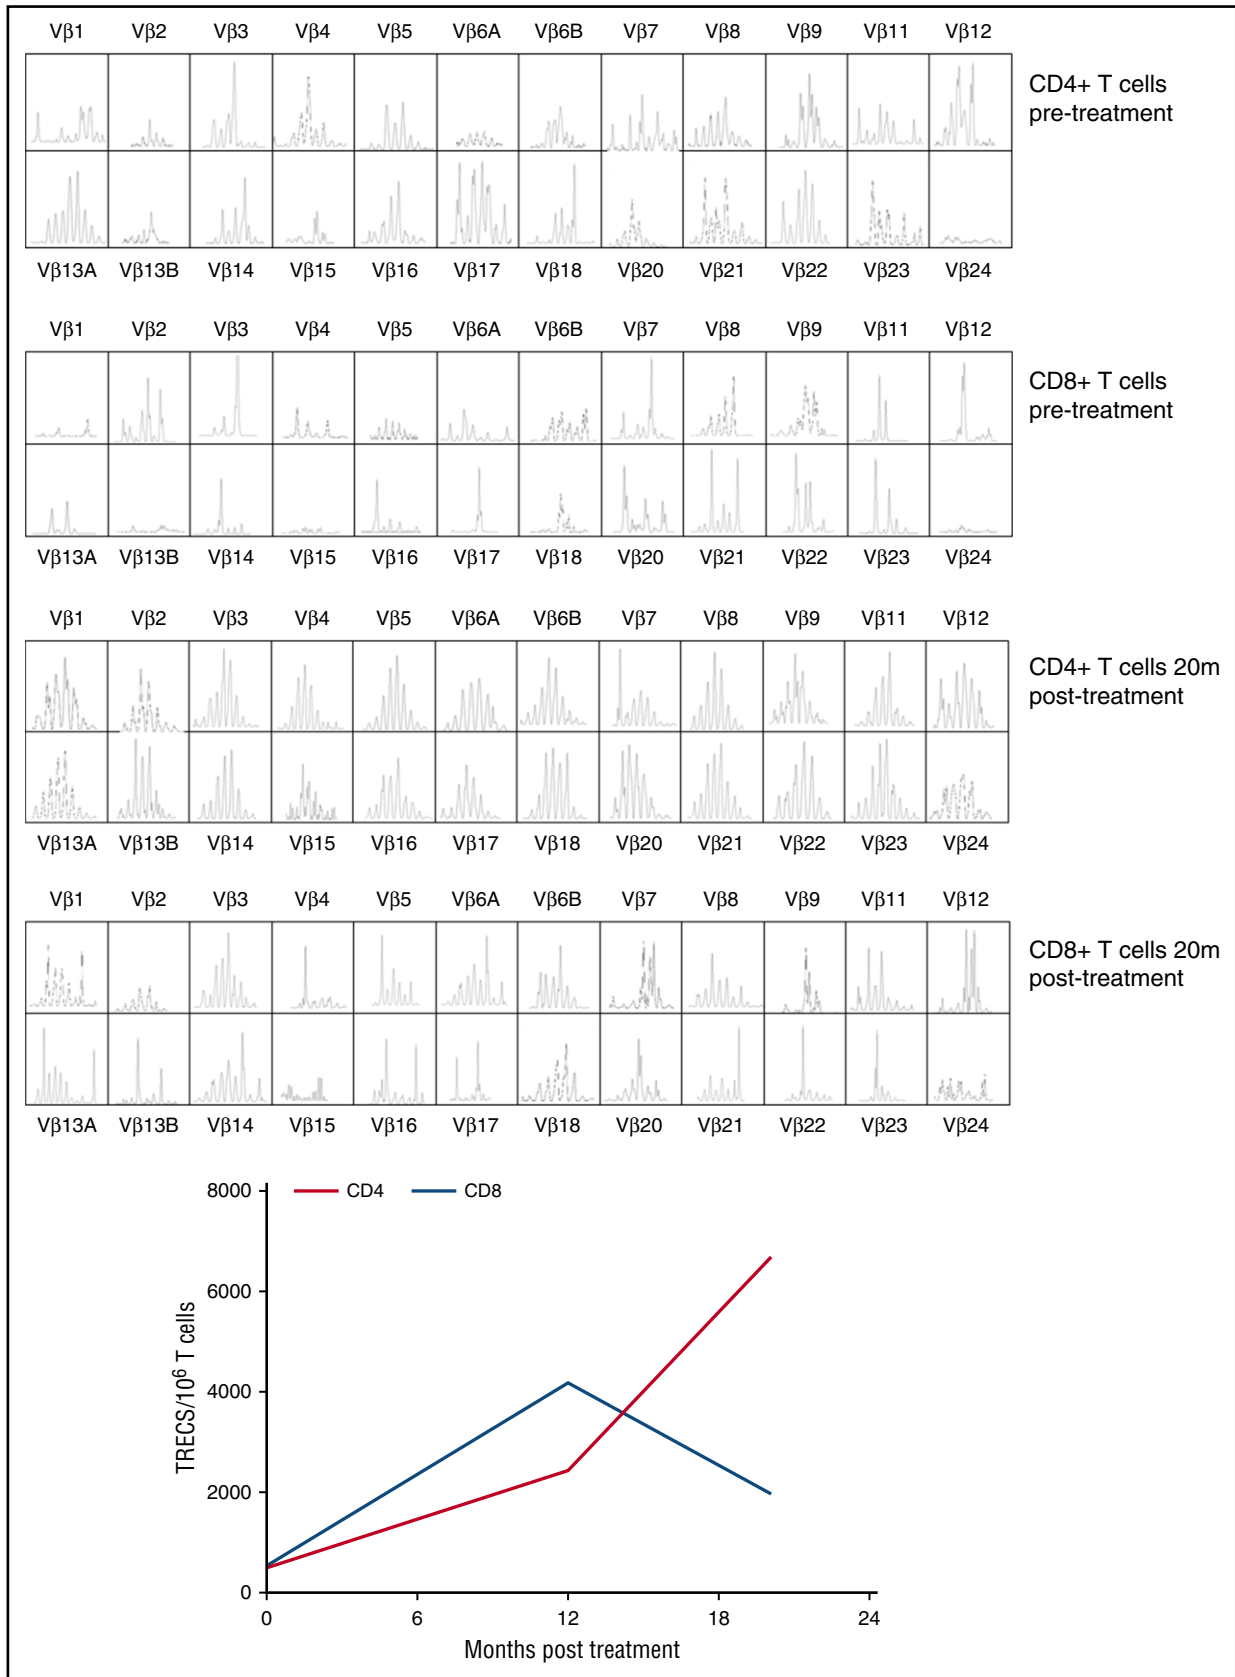 Vβ1 Vβ2 Vβ3 Vβ4 Vβ5 Vβ6A Vβ6B Vβ7 Vβ8 Vβ9 Vβ11 Vβ12
CD4+ T cells
pre-treatment
Vβ13A Vβ13B Vβ14 Vβ15 Vβ16 Vβ17 Vβ18 Vβ20 Vβ21 Vβ22 Vβ23 Vβ24
Vβ1 Vβ2 Vβ3 Vβ4 Vβ5 Vβ6A Vβ6B Vβ7 Vβ8 Vβ9 Vβ11 Vβ12
CD8+ T cells
pre-treatment
Vβ13A Vβ13B Vβ14 Vβ15 Vβ16 Vβ17 Vβ18 Vβ20 Vβ21 Vβ22 Vβ23 Vβ24
Vβ1 Vβ2 Vβ3 Vβ4 Vβ5 Vβ6A Vβ6B Vβ7 Vβ8 Vβ9 Vβ11 Vβ12
CD4+ T cells 20m
post-treatment
Vβ13A Vβ13B Vβ14 Vβ15 Vβ16 Vβ17 Vβ18 Vβ20 Vβ21 Vβ22 Vβ23 Vβ24
Vβ1 Vβ2 Vβ3 Vβ4 Vβ5 Vβ6A Vβ6B Vβ7 Vβ8 Vβ9 Vβ11 Vβ12
CD8+ T cells 20m
post-treatment
Vβ13A Vβ13B Vβ14 Vβ15 Vβ16 Vβ17 Vβ18 Vβ20 Vβ21 Vβ22 Vβ23 Vβ24
CD4 CD8
8000
6000
4000
2000
0
TRECS/10⁶ T cells
0 6 12 18 24
Months post treatment